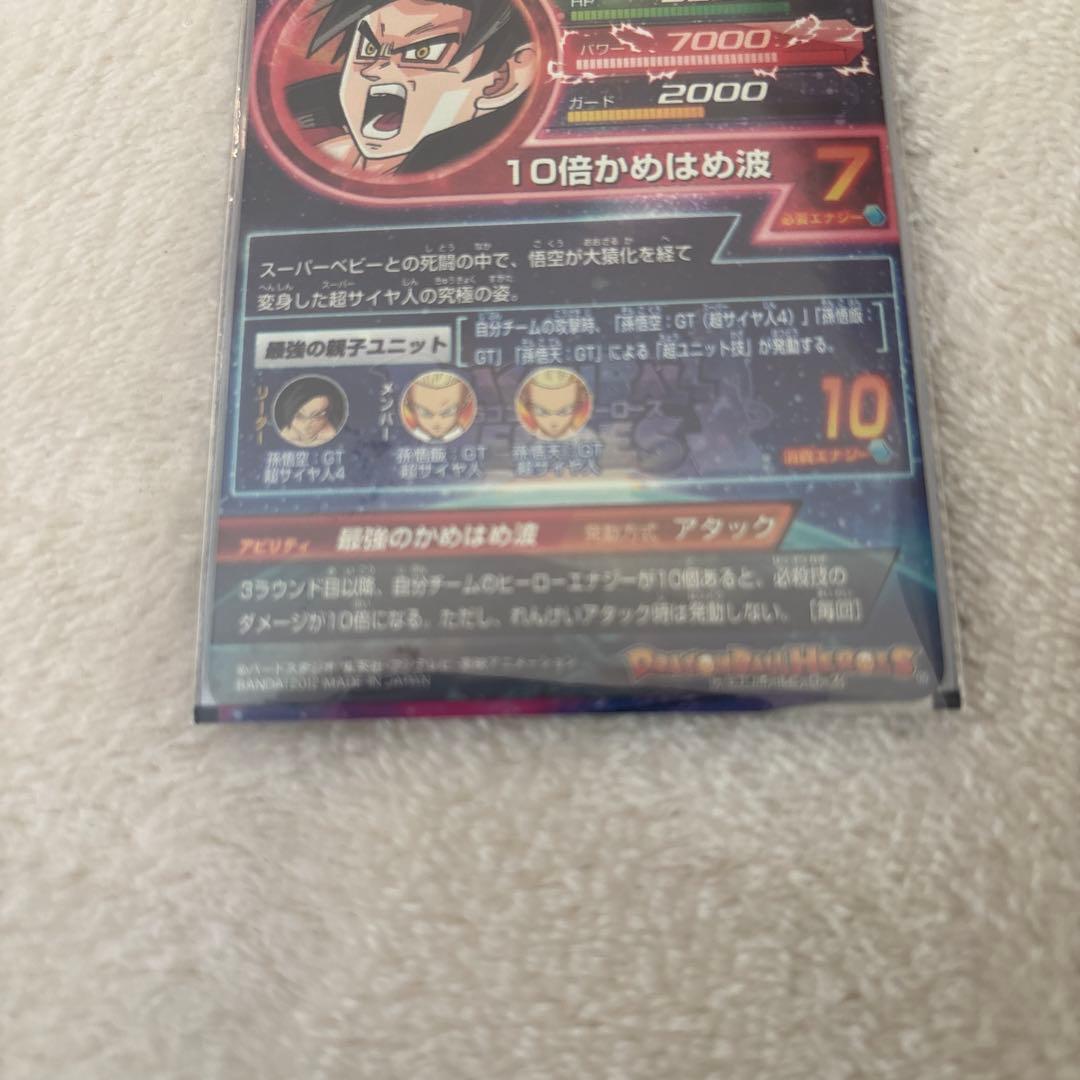 HP
パワー 7000
ガード 2000
10倍かめはめ波 7
必要エナジー
スーパーベビーとの死闘の中で、悟空が大猿化を経て
変身した超サイヤ人の究極の姿。
最強の親子ユニット
自分チームの攻撃時、「孫悟空:GT(超サイヤ人4)」「孫悟飯:
GT」「孫悟天:GT」による「超ユニット技」が発動する。
リーダー
孫悟空:GT
超サイヤ人4
メンバー
孫悟飯:GT
超サイヤ人
孫悟天:GT
超サイヤ人
10
消費エナジー
アビリティ 最強のかめはめ波 発動方式 アタック
3ラウンド目以降、自分チームのヒーローエナジーが10個あると、必殺技の
ダメージが10倍になる。ただし、れんけいアタック時は発動しない。 [毎回]
BANDAI 2012 MADE IN JAPAN
DRAGONBALL HEROES